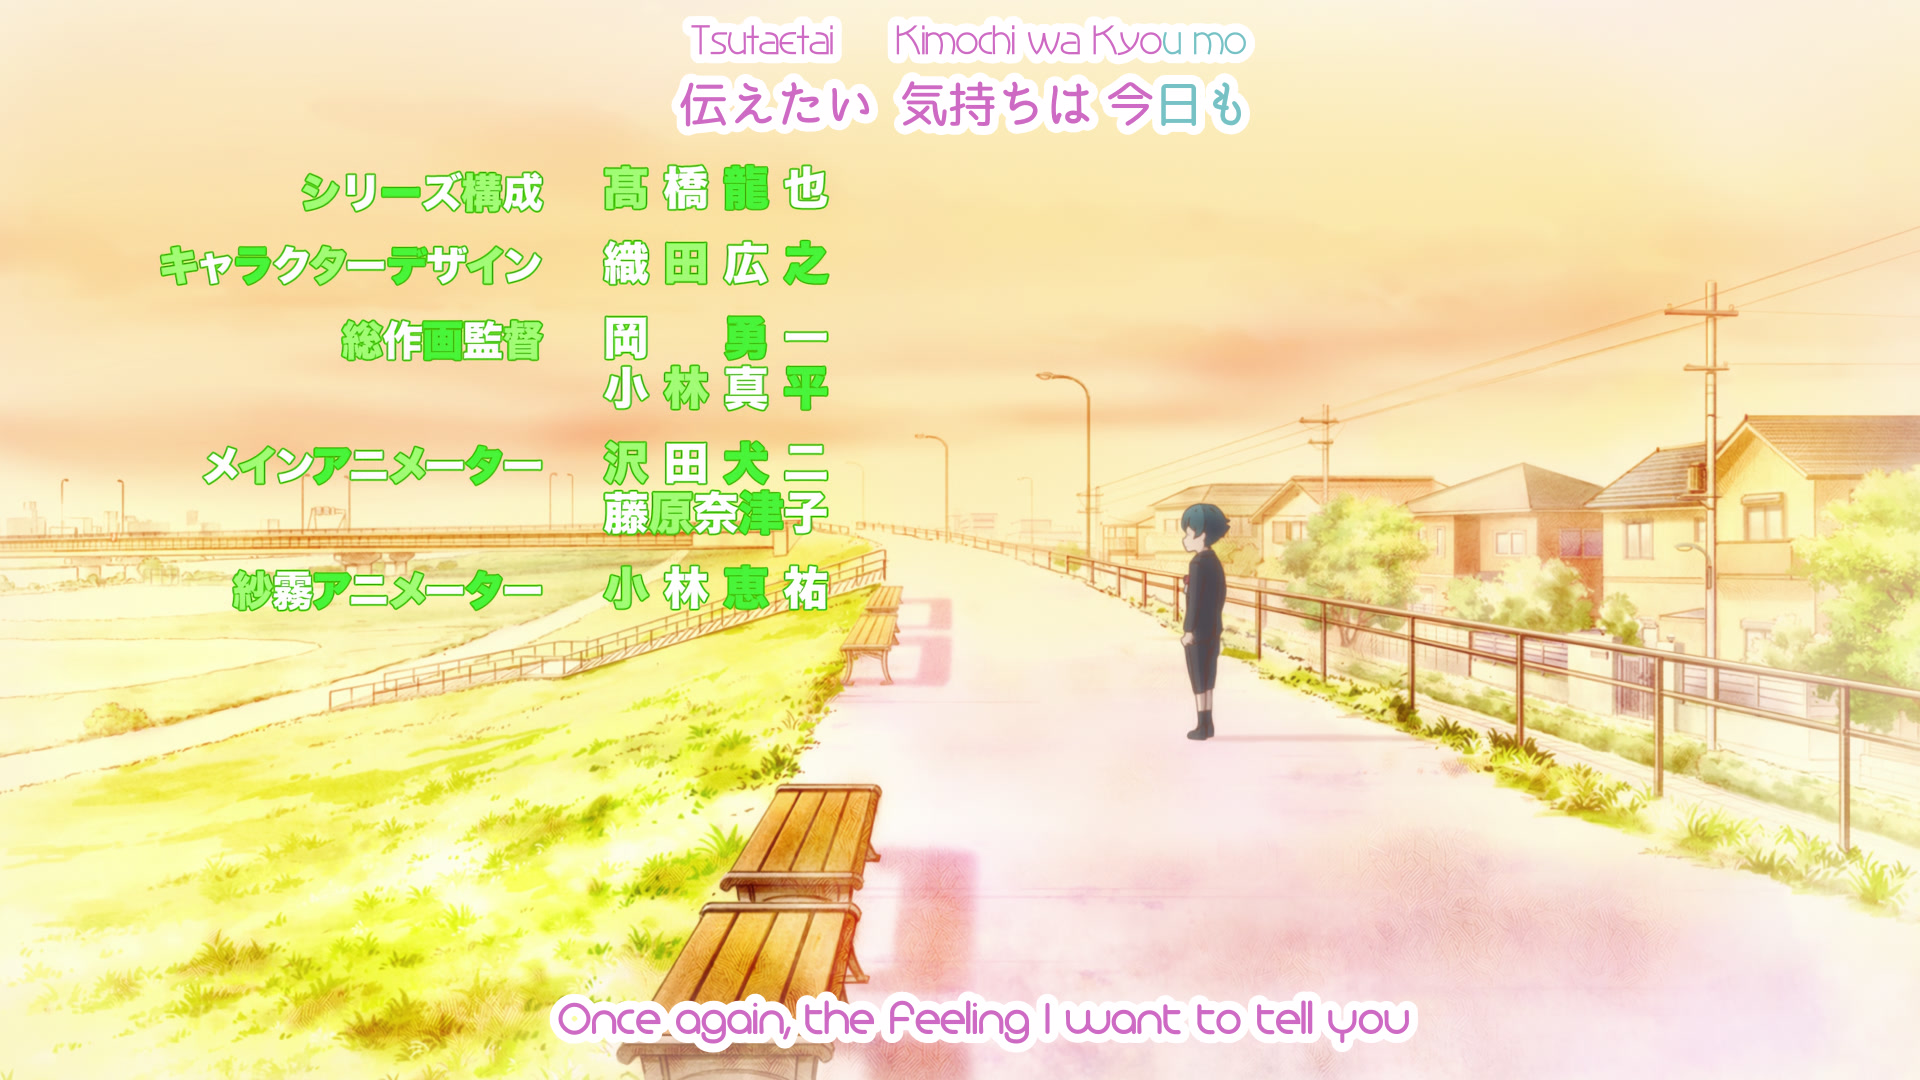 Tsutaetai Kimochi wa Kyou mo
伝えたい 気持ちは 今日も
シリーズ構成 髙橋龍也
キャラクターデザイン 織田広之
総作画監督 岡 勇一
小林真平
メインアニメーター 沢田犬二
藤原奈津子
紗霧アニメーター 小林恵祐
Once again, the feeling I want to tell you